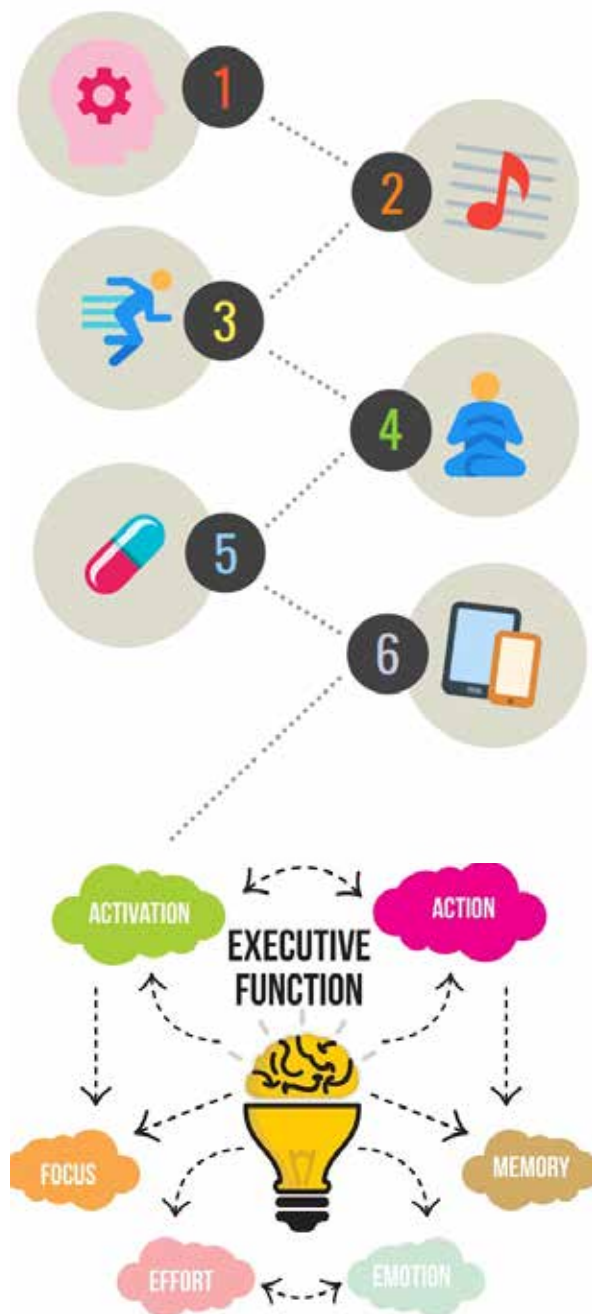 1
2
3
4
5
6
ACTIVATION
ACTION
EXECUTIVE
FUNCTION
FOCUS
MEMORY
EFFORT
EMOTION